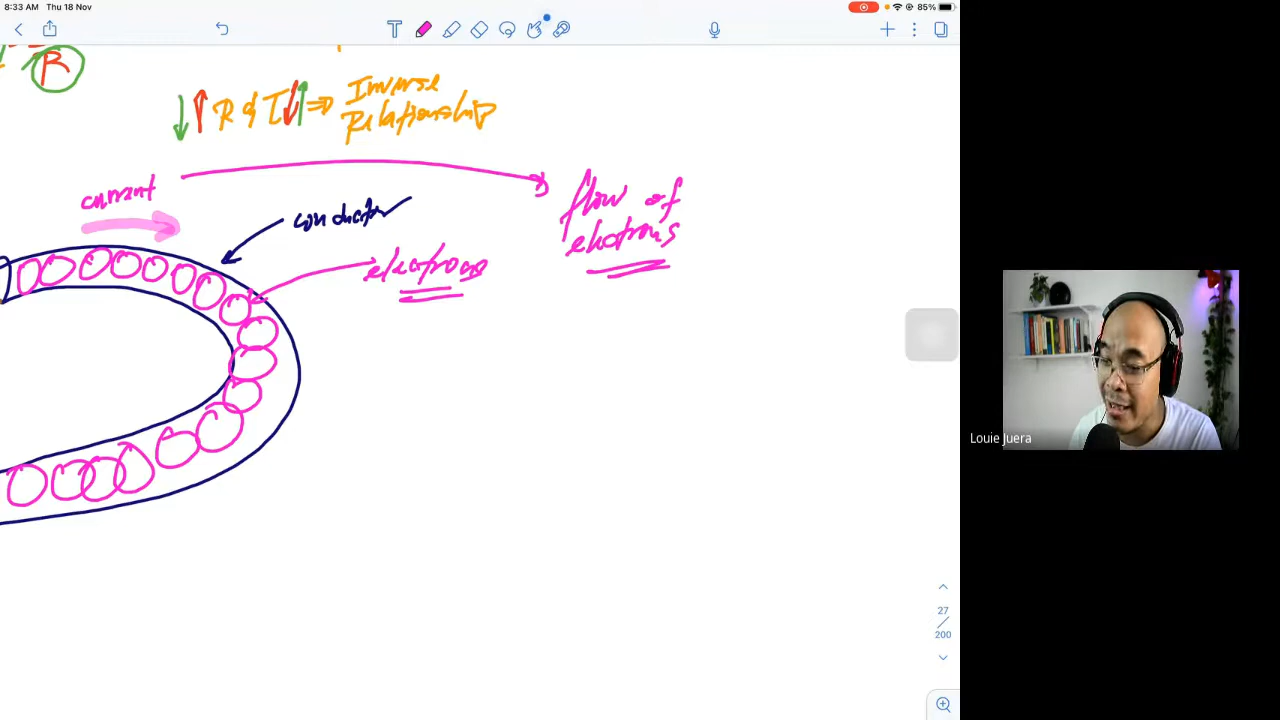 8:33 AM Thu 18 Nov
85%
R
R & I => Inverse
Relationship
current
conductor
flow of
electrons
electrons
27
200
Louie Juera